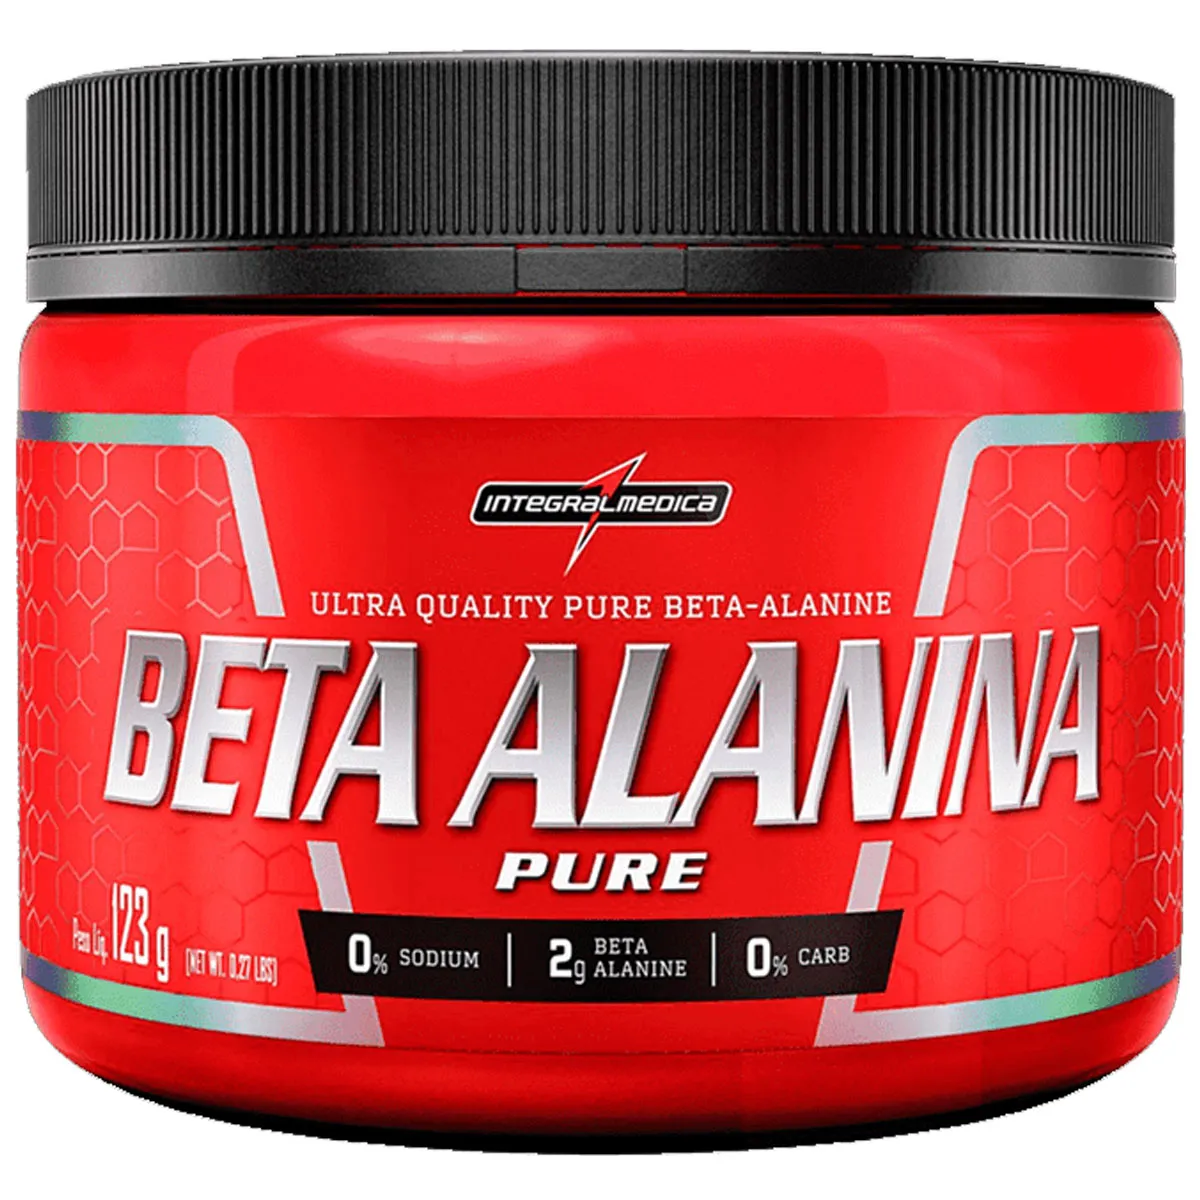 INTEGRALMEDICA
ULTRA QUALITY PURE BETA-ALANINE
BETA ALANINA
PURE
Peso Líq. 123 g (NET WT. 0.27 LBS)
0% SODIUM | 2g BETA ALANINE | 0% CARB